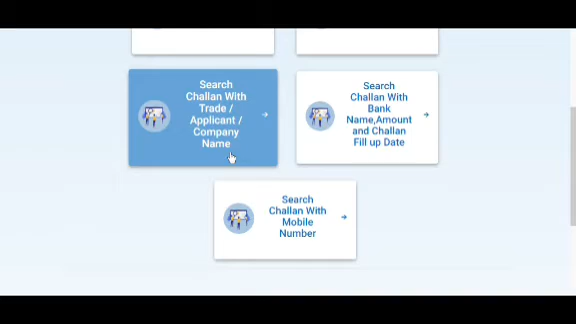 Search
Challan With
Trade /
Applicant /
Company
Name
Search
Challan With
Bank
Name,Amount
and Challan
Fill up Date
Search
Challan With
Mobile
Number